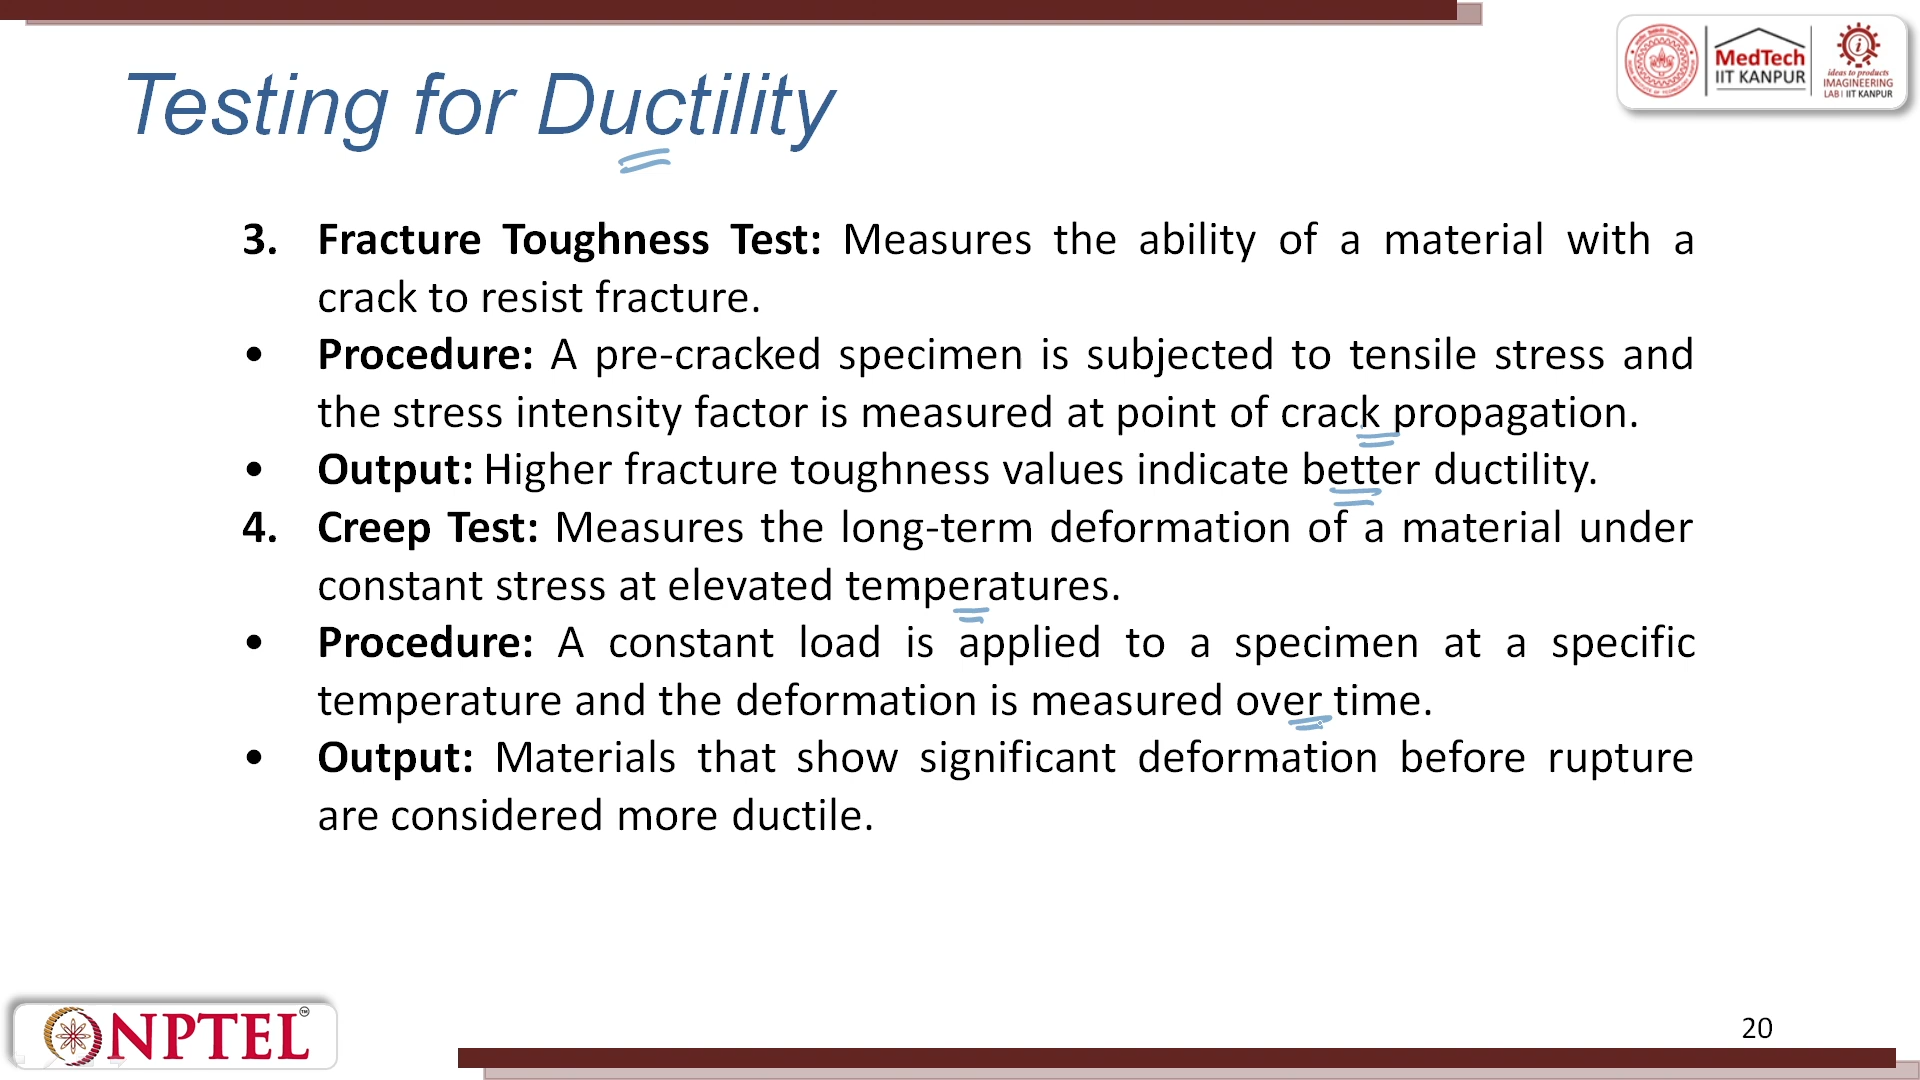 Testing for Ductility
MedTech
IIT KANPUR
ideas to products
IMAGINEERING
LAB | IIT KANPUR
3. Fracture Toughness Test: Measures the ability of a material with a
crack to resist fracture.
• Procedure: A pre-cracked specimen is subjected to tensile stress and
the stress intensity factor is measured at point of crack propagation.
• Output: Higher fracture toughness values indicate better ductility.
4. Creep Test: Measures the long-term deformation of a material under
constant stress at elevated temperatures.
• Procedure: A constant load is applied to a specimen at a specific
temperature and the deformation is measured over time.
• Output: Materials that show significant deformation before rupture
are considered more ductile.
NPTEL™
20